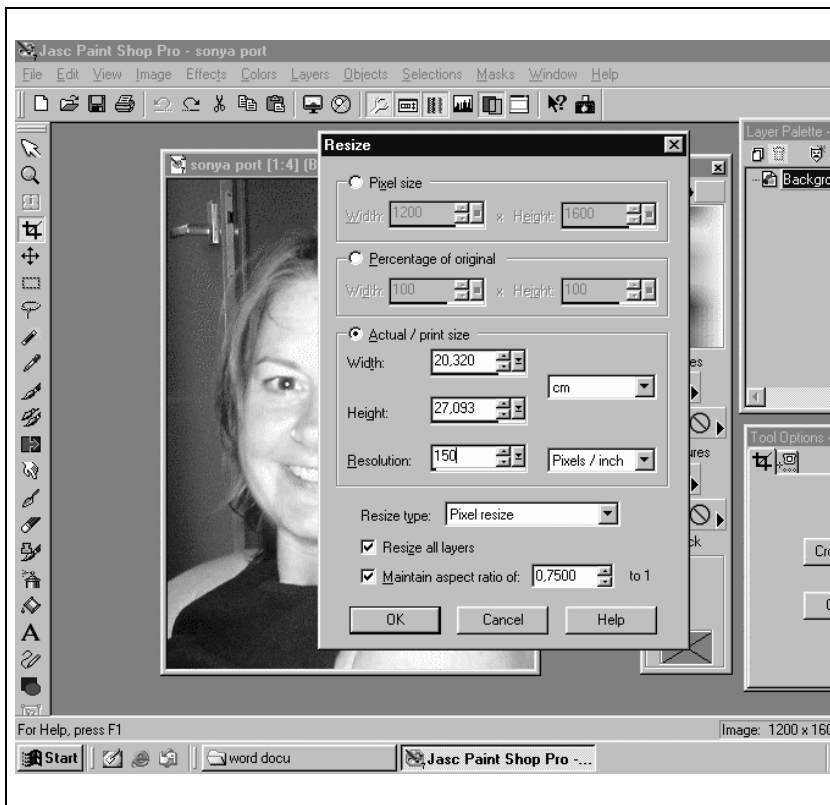 Jasc Paint Shop Pro - sonya port
File Edit View Image Effects Colors Layers Objects Selections Masks Window Help
Layer Palette -
Resize
sonya port [1:4] (B
Pixel size
Width: 1200 x Height: 1600
Percentage of original
Width: 100 x Height: 100
Actual / print size
Width: 20,320
cm
Height: 27,093
Resolution: 150 Pixels / inch
Resize type: Pixel resize
Resize all layers
Maintain aspect ratio of: 0,7500 to 1
OK Cancel Help
Tool Options -
A
For Help, press F1
Image: 1200 x 160
Start word docu Jasc Paint Shop Pro -...